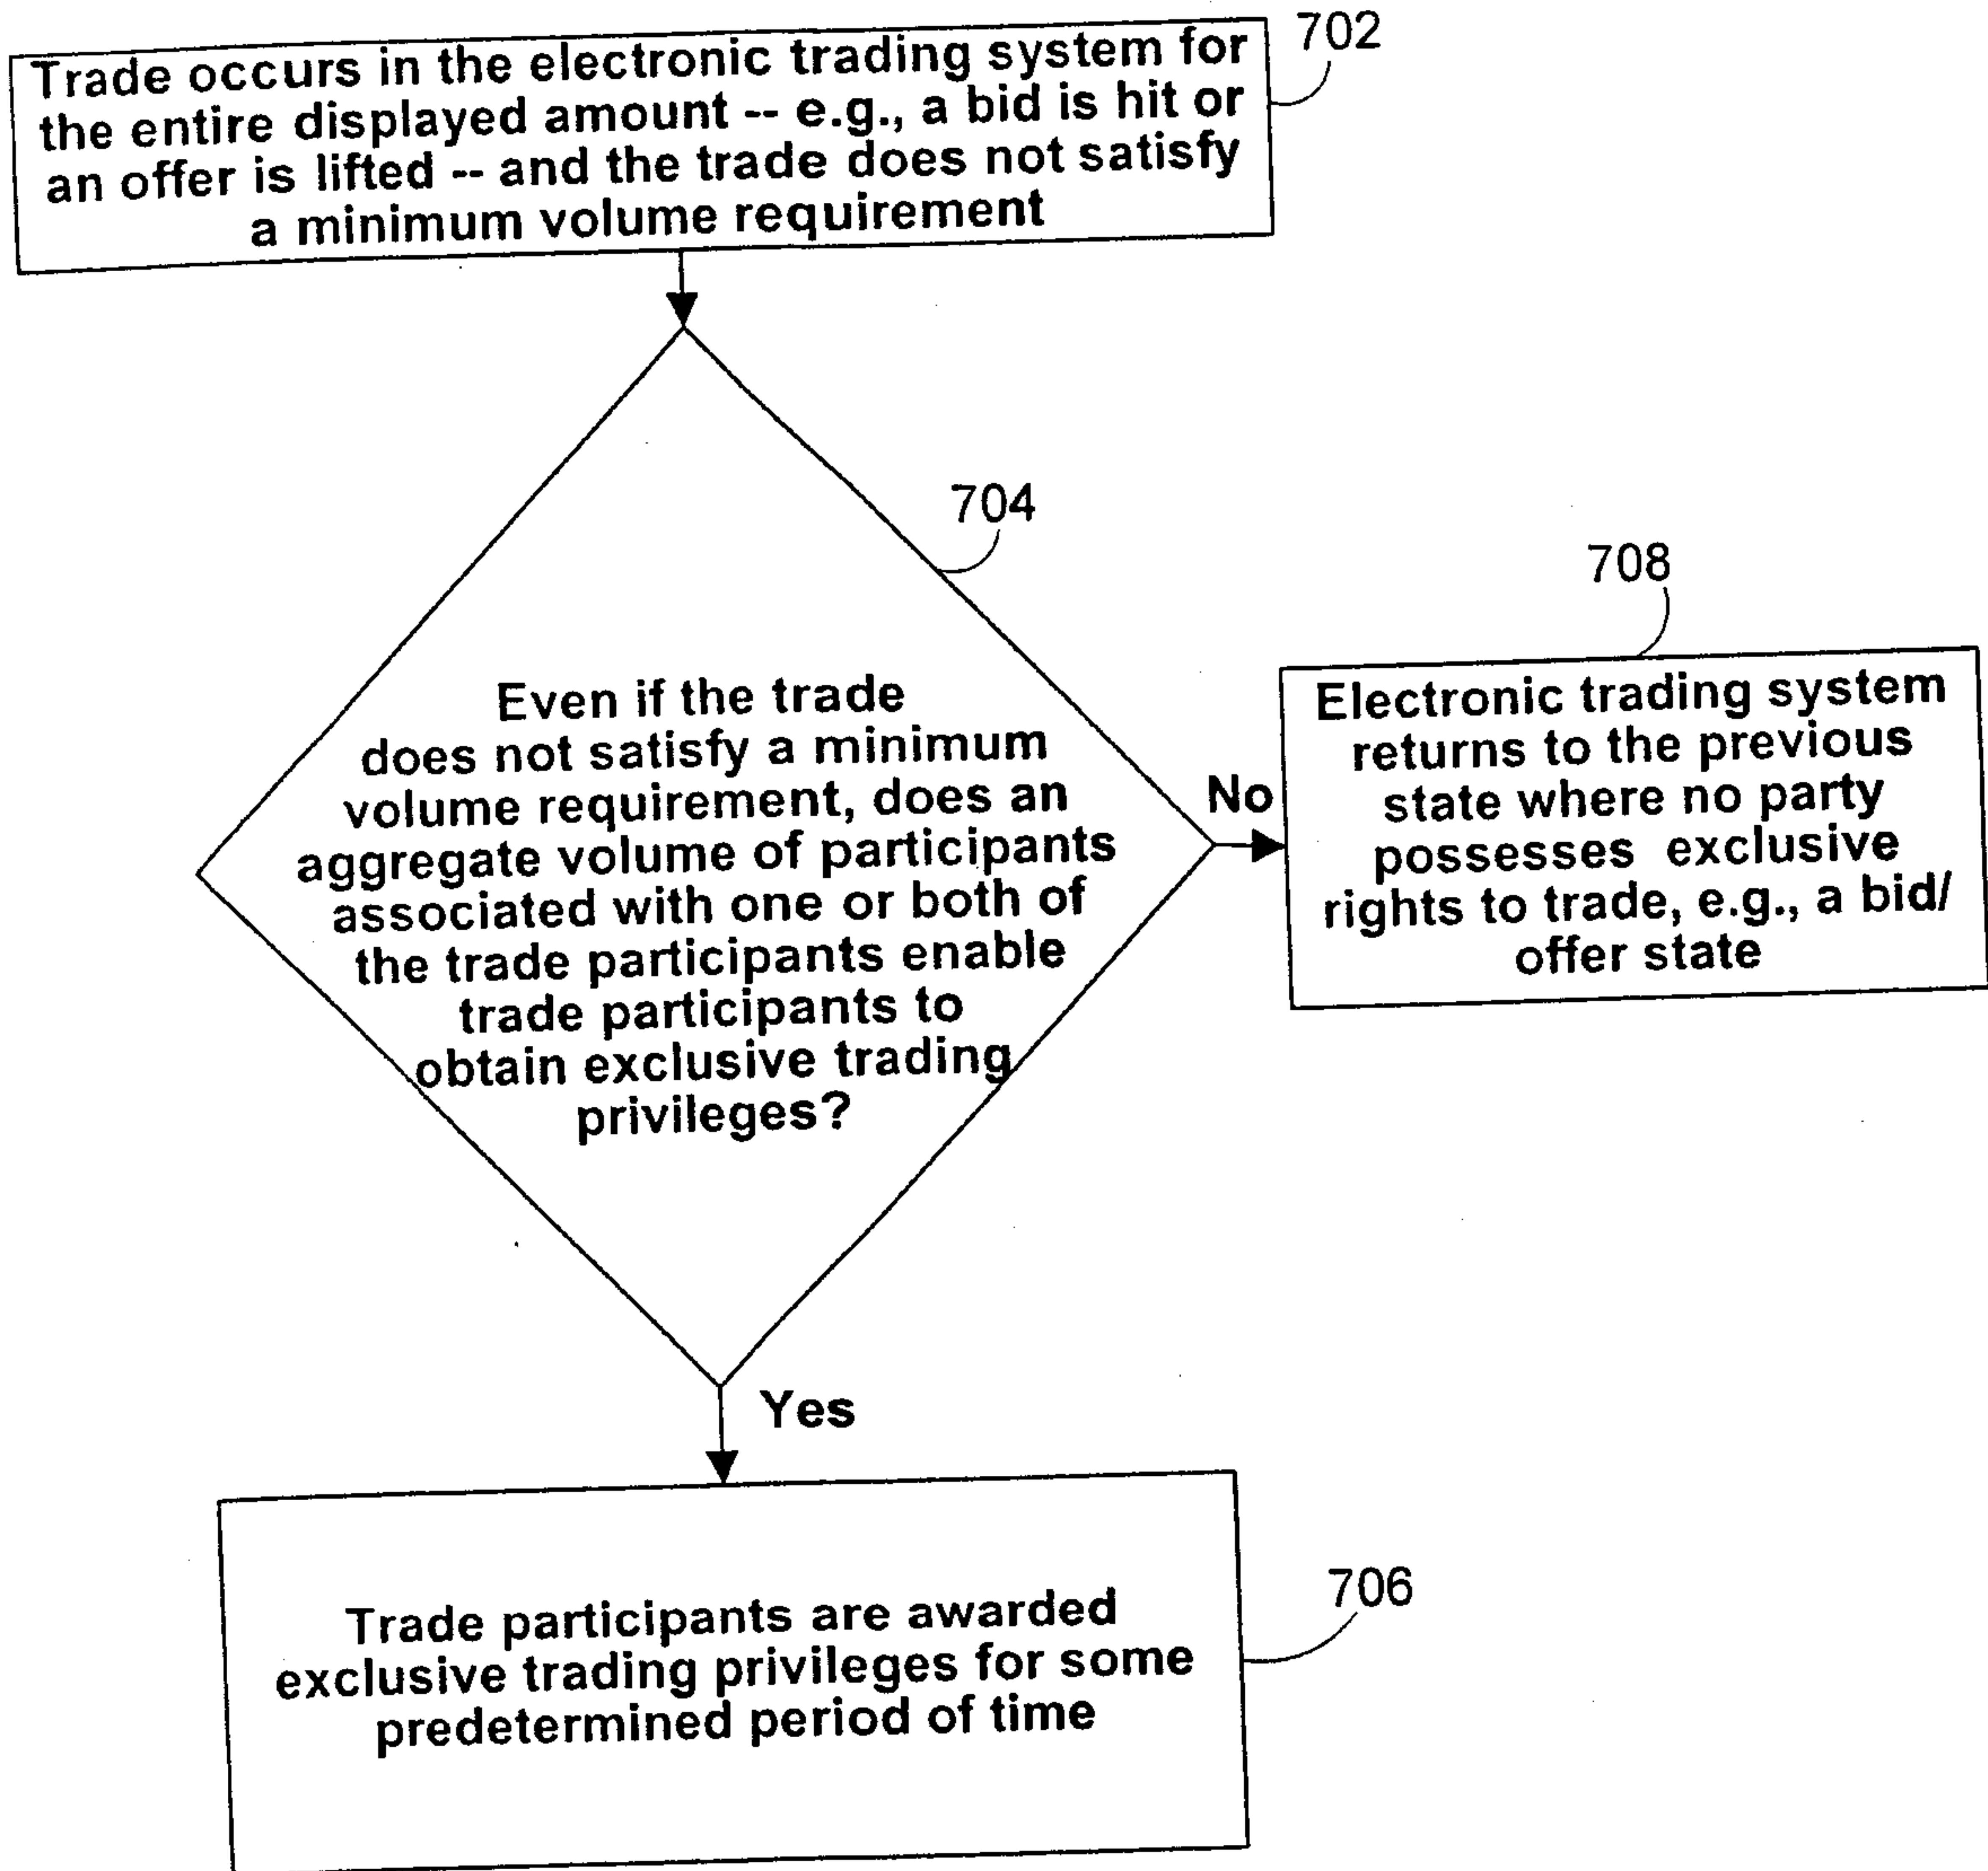 702
Trade occurs in the electronic trading system for
the entire displayed amount -- e.g., a bid is hit or
an offer is lifted -- and the trade does not satisfy
a minimum volume requirement
704
Even if the trade
does not satisfy a minimum
volume requirement, does an
aggregate volume of participants
associated with one or both of
the trade participants enable
trade participants to
obtain exclusive trading
privileges?
No
708
Electronic trading system
returns to the previous
state where no party
possesses exclusive
rights to trade, e.g., a bid/
offer state
Yes
706
Trade participants are awarded
exclusive trading privileges for some
predetermined period of time